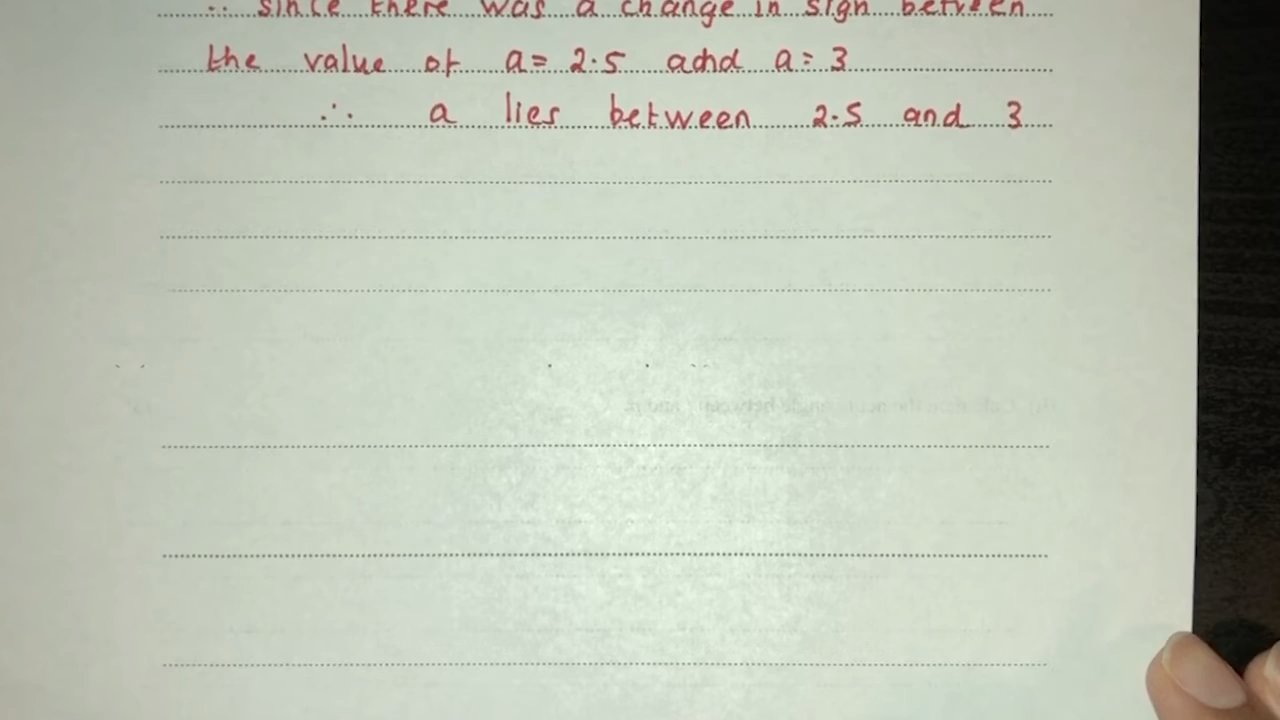 ∴ since there was a change in sign between
the value of a = 2.5 and a = 3
∴ a lies between 2.5 and 3